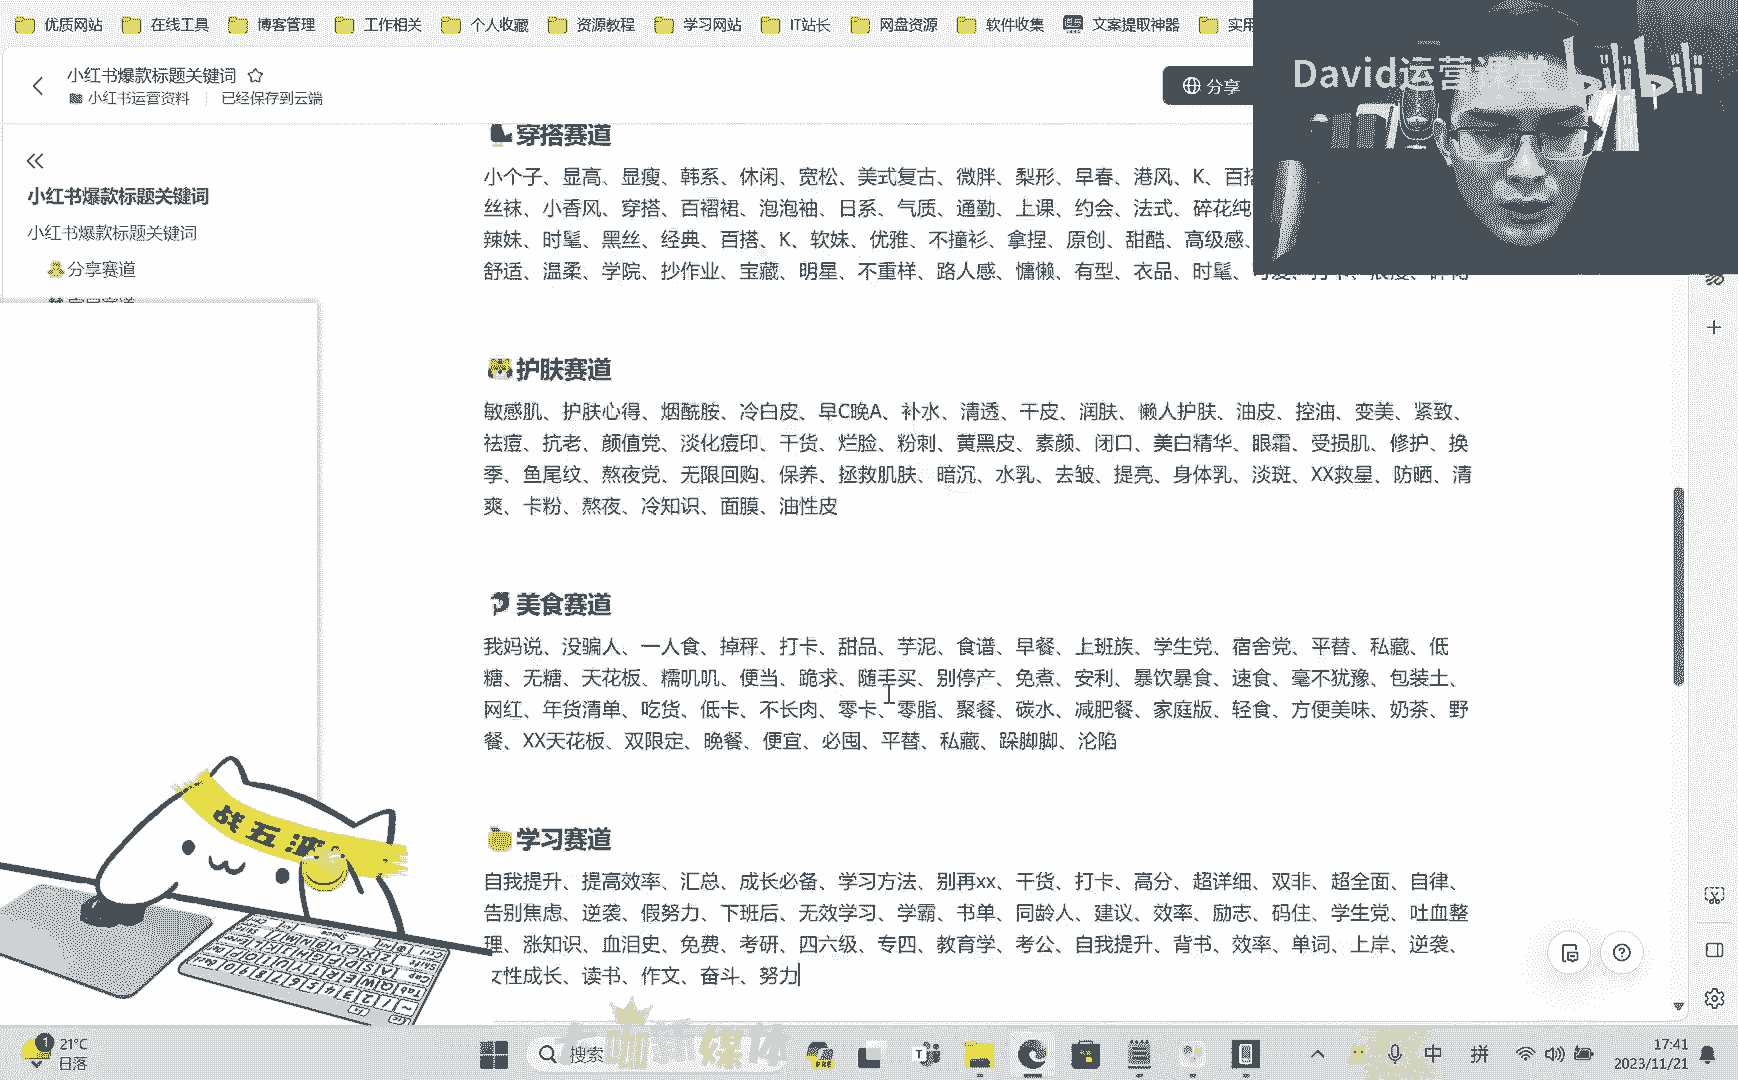 优质网站 在线工具 博客管理 工作相关 个人收藏 资源教程 学习网站 IT站长 网盘资源 软件收集 文案提取神器 实用
David运营课堂 bilibili
小红书爆款标题关键词
小红书运营资料 已经保存到云端
分享
小红书爆款标题关键词
小红书爆款标题关键词
分享赛道
穿搭赛道
小个子、显高、显瘦、韩系、休闲、宽松、美式复古、微胖、梨形、早春、港风、K、百搭
丝袜、小香风、穿搭、百褶裙、泡泡袖、日系、气质、通勤、上课、约会、法式、碎花纯
辣妹、时髦、黑丝、经典、百搭、K、软妹、优雅、不撞衫、拿捏、原创、甜酷、高级感、
舒适、温柔、学院、抄作业、宝藏、明星、不重样、路人感、慵懒、有型、衣品、时髦、
护肤赛道
敏感肌、护肤心得、烟酰胺、冷白皮、早C晚A、补水、清透、干皮、润肤、懒人护肤、油皮、控油、变美、紧致、
祛痘、抗老、颜值党、淡化痘印、干货、烂脸、粉刺、黄黑皮、素颜、闭口、美白精华、眼霜、受损肌、修护、换
季、鱼尾纹、熬夜党、无限回购、保养、拯救肌肤、暗沉、水乳、去皱、提亮、身体乳、淡斑、XX救星、防晒、清
爽、卡粉、熬夜、冷知识、面膜、油性皮
美食赛道
我妈说、没骗人、一人食、掉秤、打卡、甜品、芋泥、食谱、早餐、上班族、学生党、宿舍党、平替、私藏、低
糖、无糖、天花板、糯叽叽、便当、跪求、随手买、别停产、免煮、安利、暴饮暴食、速食、毫不犹豫、包装土、
网红、年货清单、吃货、低卡、不长肉、零卡、零脂、聚餐、碳水、减肥餐、家庭版、轻食、方便美味、奶茶、野
餐、XX天花板、双限定、晚餐、便宜、必囤、平替、私藏、跺脚脚、沦陷
学习赛道
自我提升、提高效率、汇总、成长必备、学习方法、别再xx、干货、打卡、高分、超详细、双非、超全面、自律、
告别焦虑、逆袭、假努力、下班后、无效学习、学霸、书单、同龄人、建议、效率、励志、码住、学生党、吐血整
理、涨知识、血泪史、免费、考研、四六级、专四、教育学、考公、自我提升、背书、效率、单词、上岸、逆袭、
女性成长、读书、作文、奋斗、努力
战五渣
21°C
日落
搜索
中 拼
17:41
2023/11/21